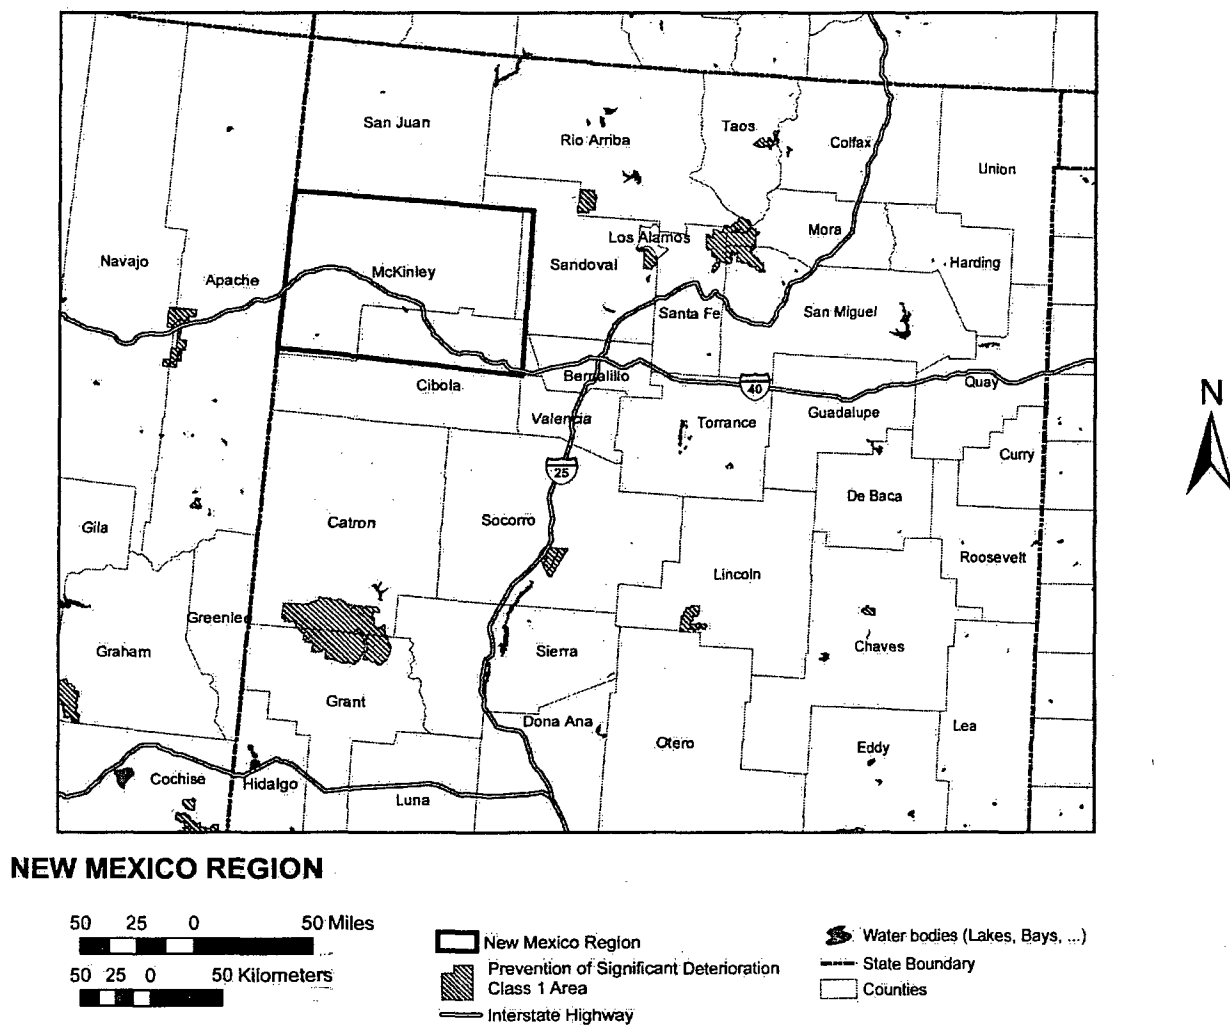 San Juan
Rio Arriba
Taos
Colfax
Union
Navajo
Apache
McKinley
Sandoval
Los Alamos
Mora
Harding
Santa Fe
San Miguel
Cibola
Bernalillo
Valencia
40
Quay
Torrance
Guadalupe
Curry
25
Gila
Catron
Socorro
De Baca
Roosevelt
Lincoln
Greenlee
Graham
Sierra
Chaves
Grant
Dona Ana
Otero
Eddy
Lea
Cochise
Hidalgo
Luna
N
NEW MEXICO REGION
50 25 0 50 Miles
50 25 0 50 Kilometers
New Mexico Region
Prevention of Significant Deterioration
Class 1 Area
Interstate Highway
Water bodies (Lakes, Bays, ...)
State Boundary
Counties